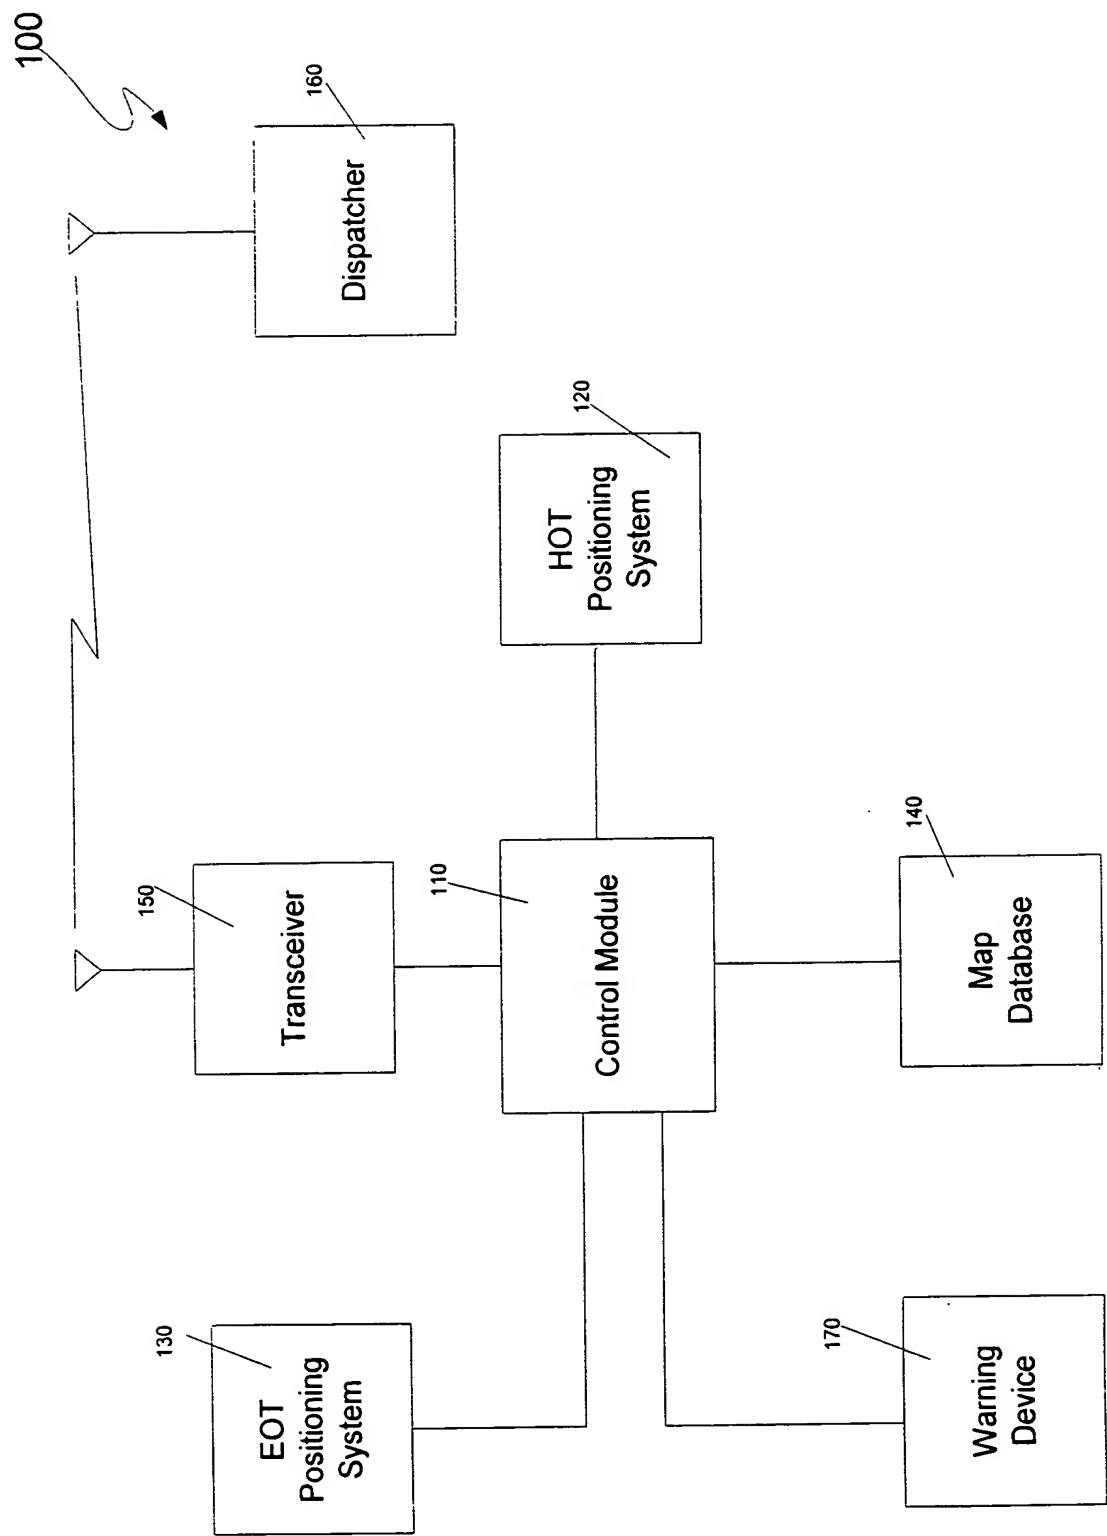 100
160
Dispatcher
120
HOT
Positioning
System
150
Transceiver
110
Control Module
140
Map
Database
130
EOT
Positioning
System
170
Warning
Device